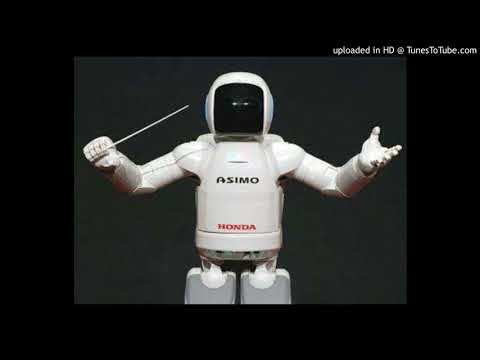 uploaded in HD @ TunesToTube.com
ASIMO
HONDA